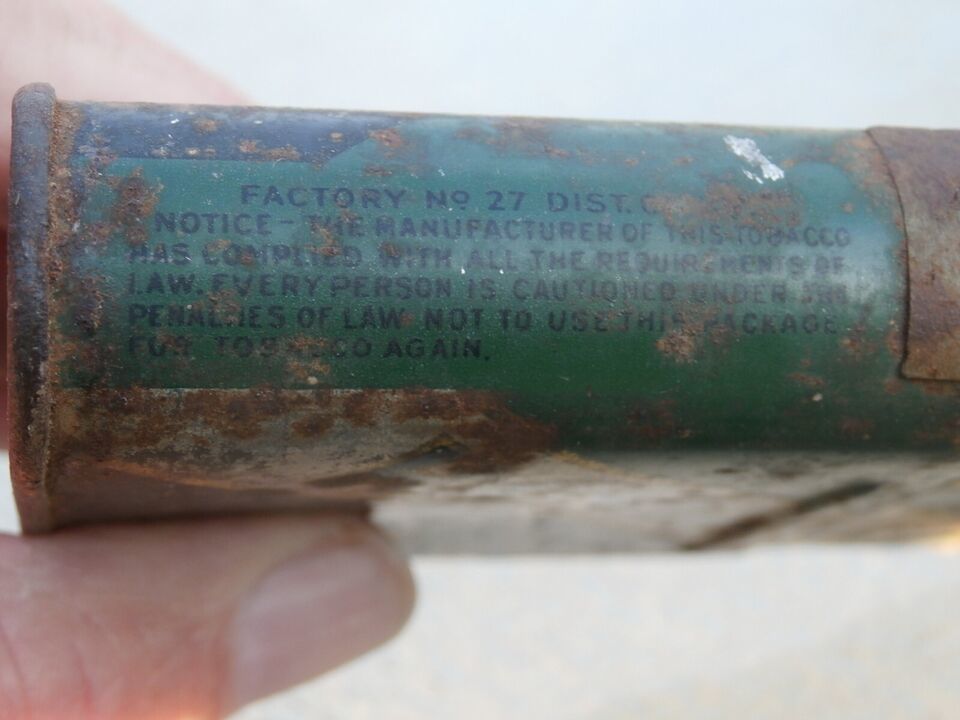 FACTORY Nº 27 DIST.
NOTICE - THE MANUFACTURER OF THIS TOBACCO
HAS COMPLIED WITH ALL THE REQUIREMENTS OF
LAW. EVERY PERSON IS CAUTIONED UNDER THE
PENALTIES OF LAW NOT TO USE THIS PACKAGE
FOR TOBACCO AGAIN.